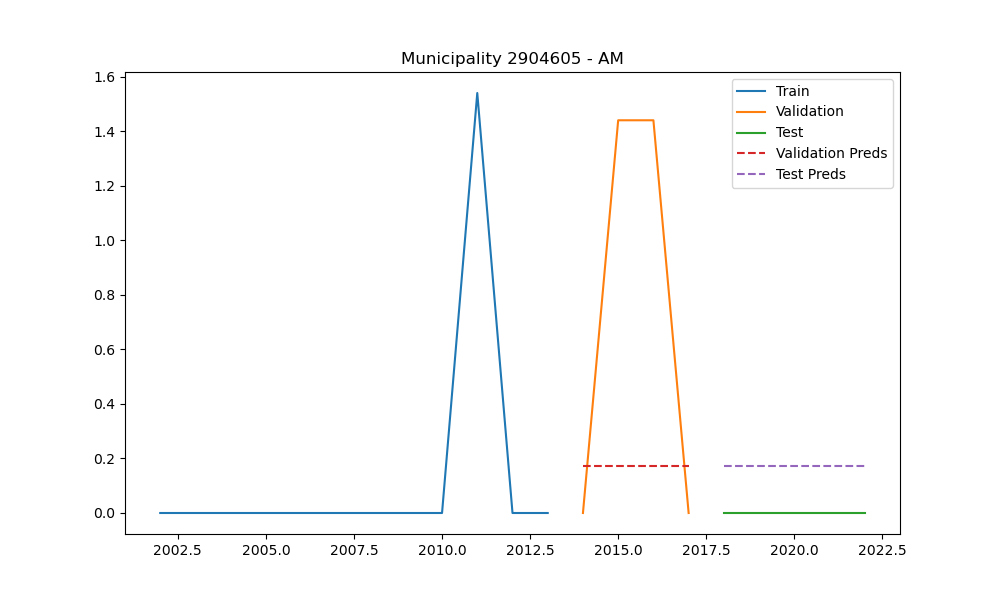 Municipality 2904605 - AM
1.6
1.4
1.2
1.0
0.8
0.6
0.4
0.2
0.0
Train
Validation
Test
Validation Preds
Test Preds
2002.5 2005.0 2007.5 2010.0 2012.5 2015.0 2017.5 2020.0 2022.5